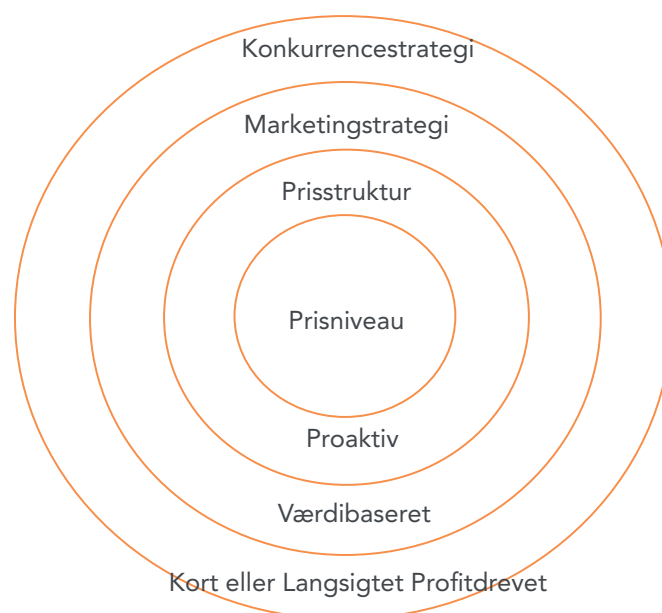 Konkurrencestrategi
Marketingstrategi
Prisstruktur
Prisniveau
Proaktiv
Værdibaseret
Kort eller Langsigtet Profitdrevet